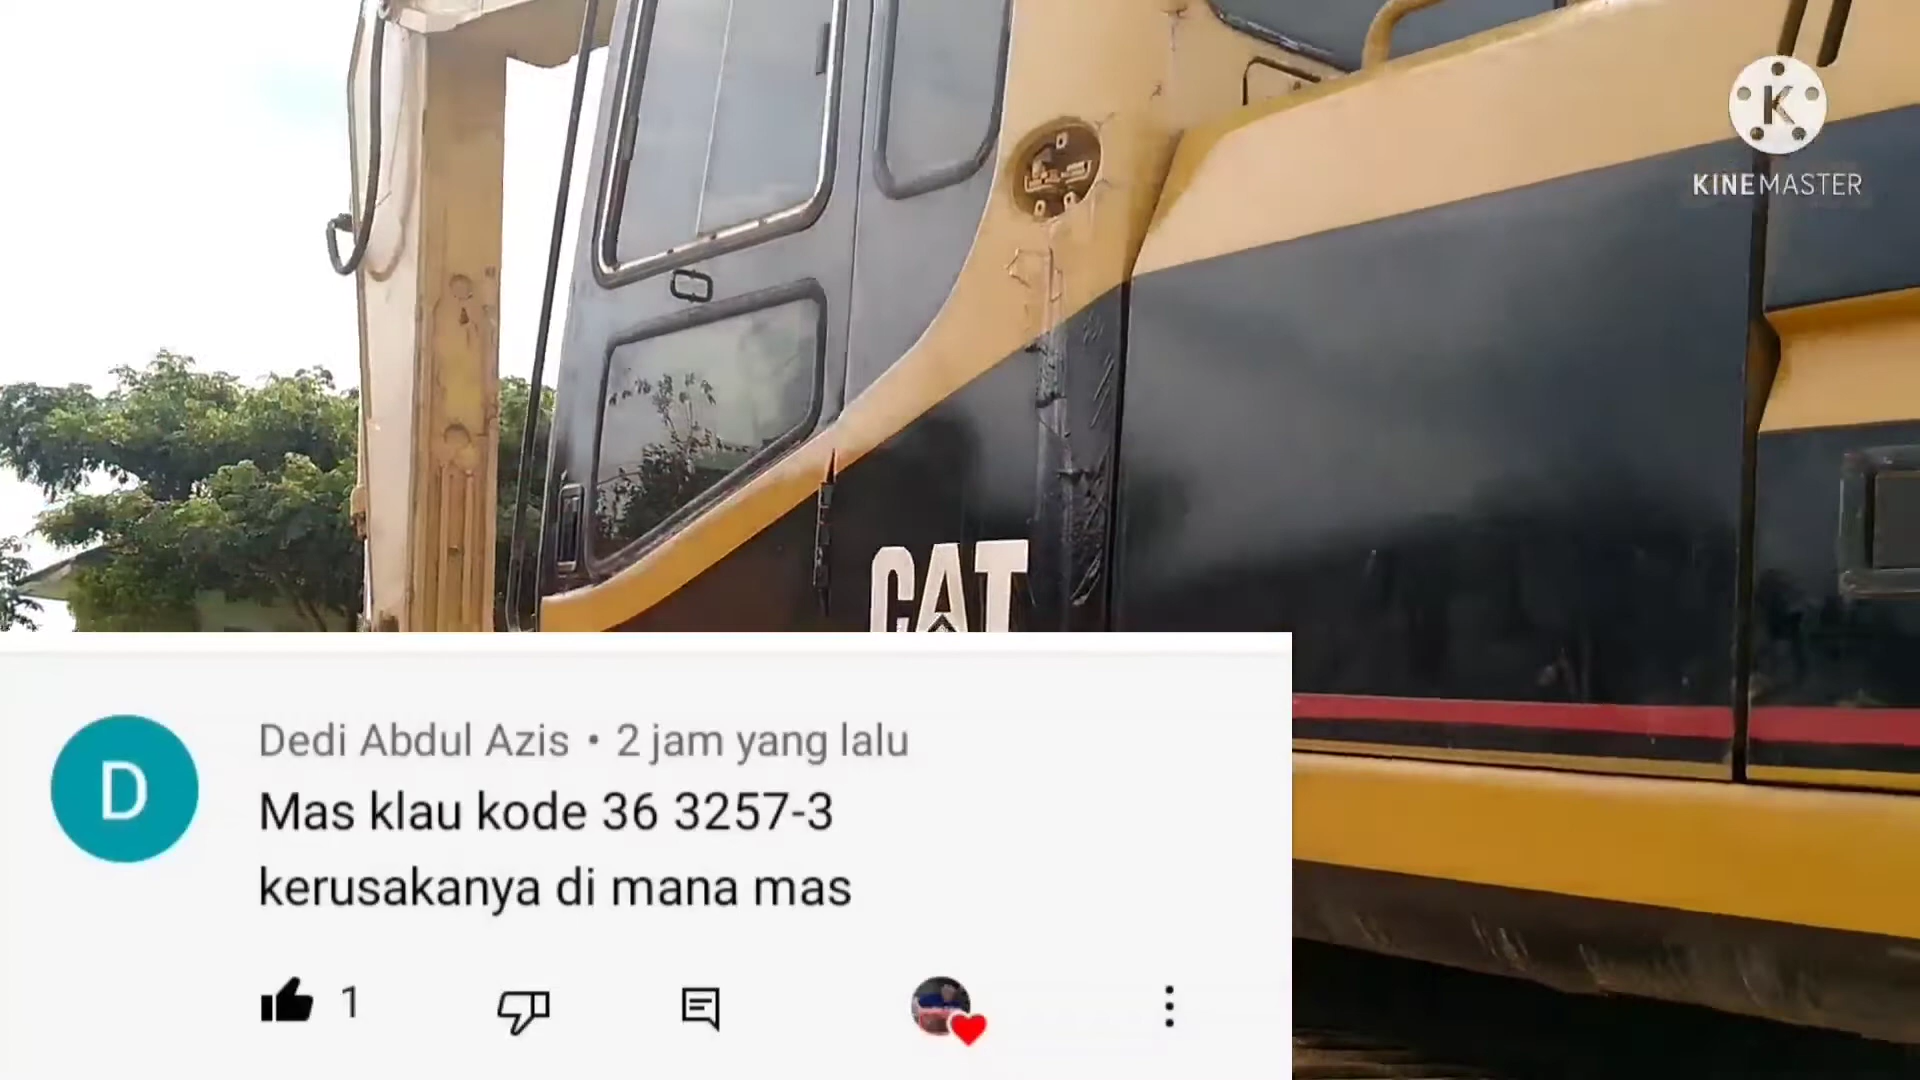 K
KINEMASTER
CAT
D
Dedi Abdul Azis • 2 jam yang lalu
Mas klau kode 36 3257-3
kerusakanya di mana mas
1